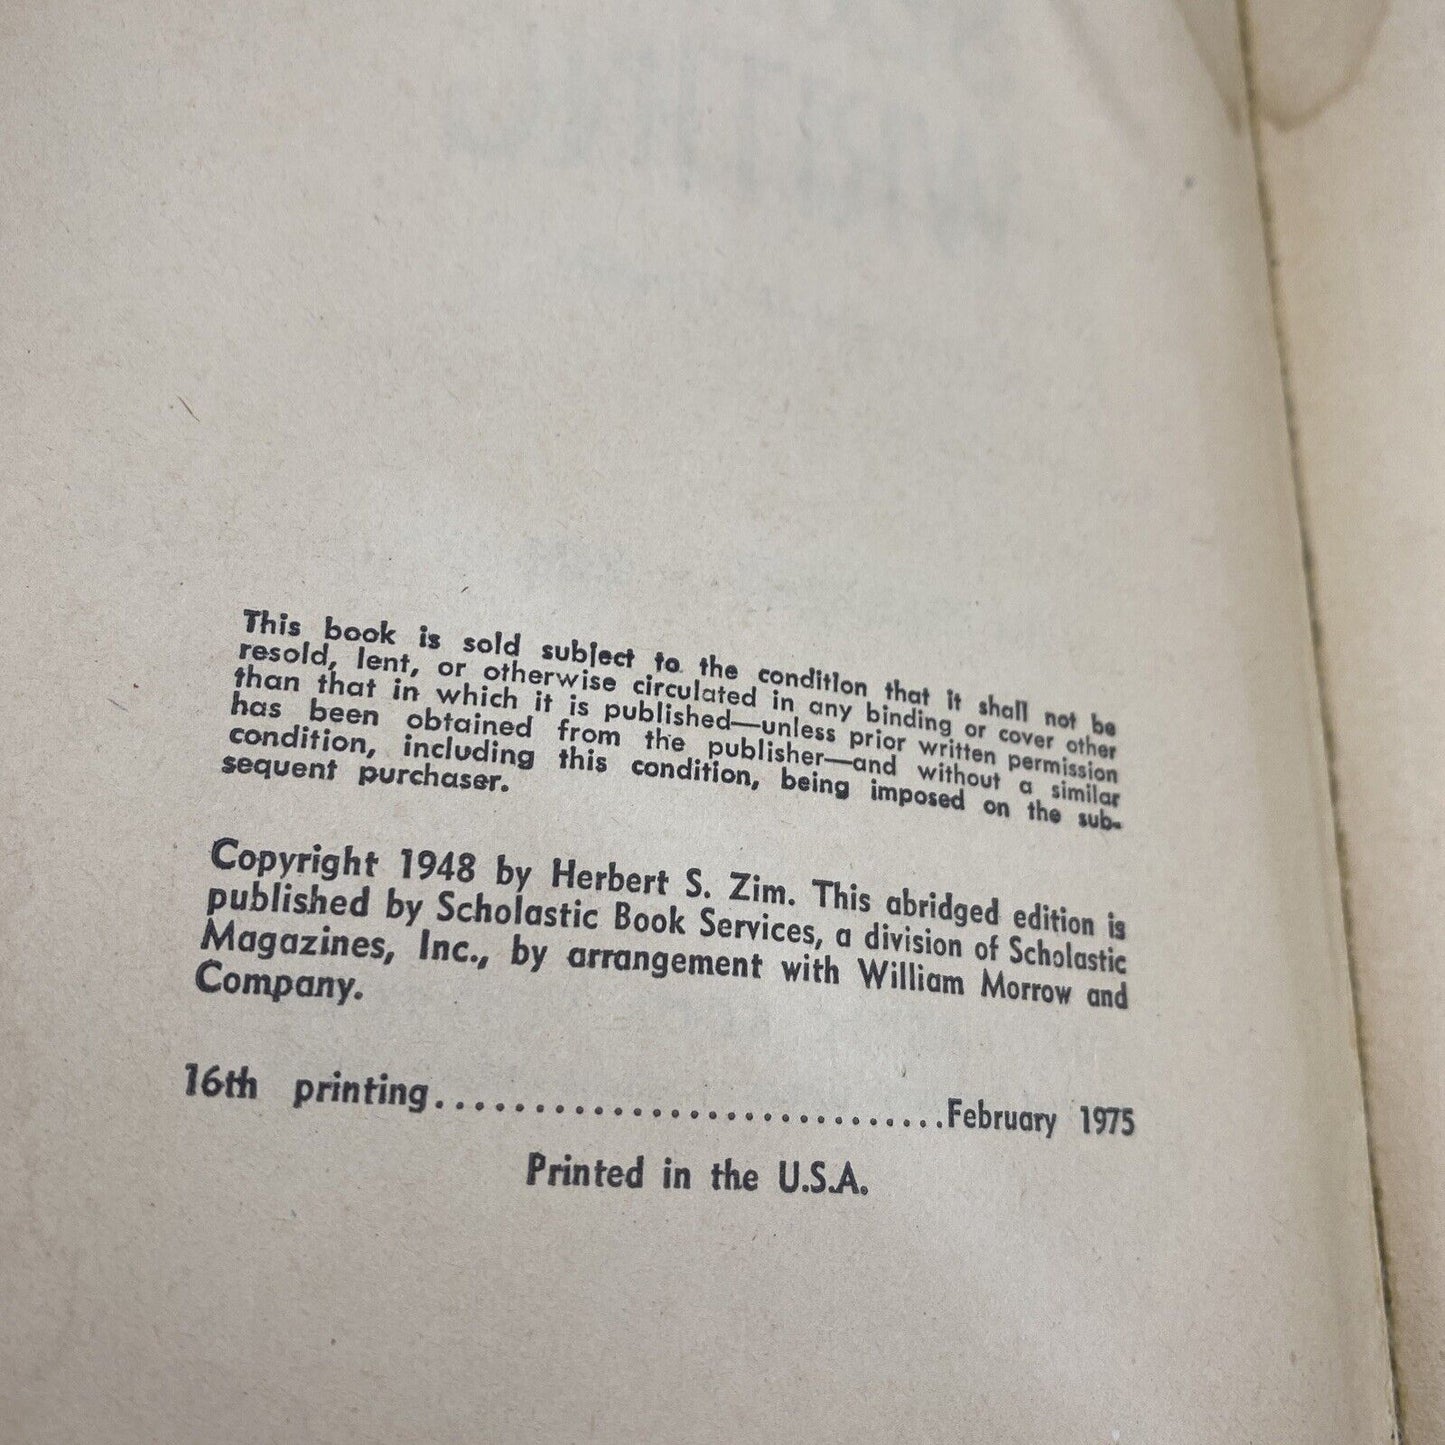 This book is sold subject to the condition that it shall not be
resold, lent, or otherwise circulated in any binding or cover other
than that in which it is published—unless prior written permission
has been obtained from the publisher—and without a similar
condition, including this condition, being imposed on the sub-
sequent purchaser.
Copyright 1948 by Herbert S. Zim. This abridged edition is
published by Scholastic Book Services, a division of Scholastic
Magazines, Inc., by arrangement with William Morrow and
Company.
16th printing..........................February 1975
Printed in the U.S.A.